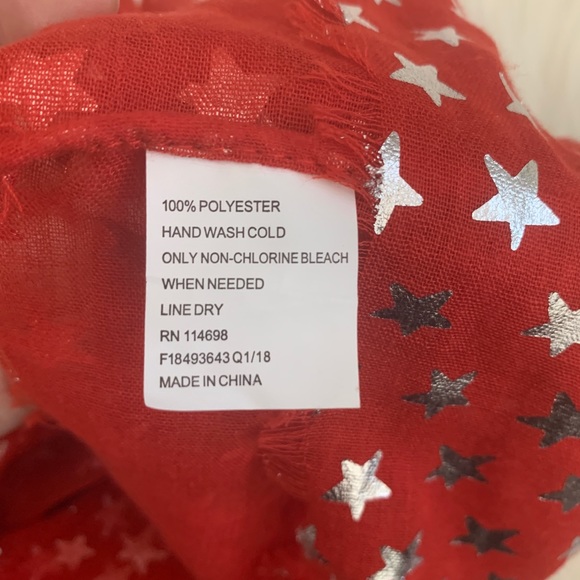 100% POLYESTER
HAND WASH COLD
ONLY NON-CHLORINE BLEACH
WHEN NEEDED
LINE DRY
RN 114698
F18493643 Q1/18
MADE IN CHINA